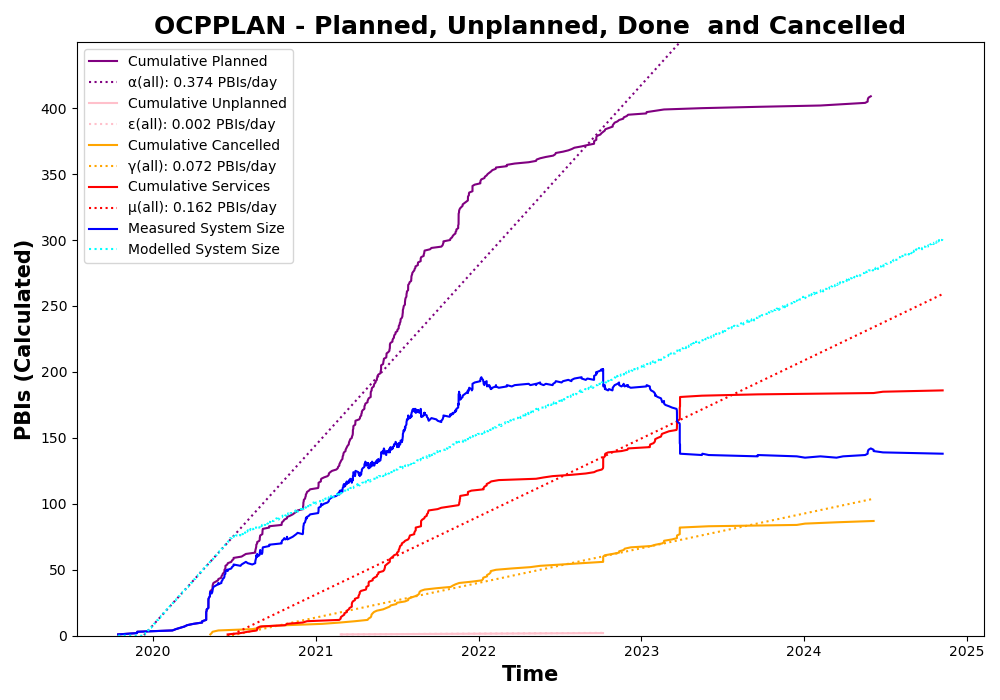 OCPPLAN - Planned, Unplanned, Done  and Cancelled
Cumulative Planned
α(all): 0.374 PBIs/day
Cumulative Unplanned
ε(all): 0.002 PBIs/day
Cumulative Cancelled
γ(all): 0.072 PBIs/day
Cumulative Services
μ(all): 0.162 PBIs/day
Measured System Size
Modelled System Size
PBIs (Calculated)
400
350
300
250
200
150
100
50
0
2020 2021 2022 2023 2024 2025
Time